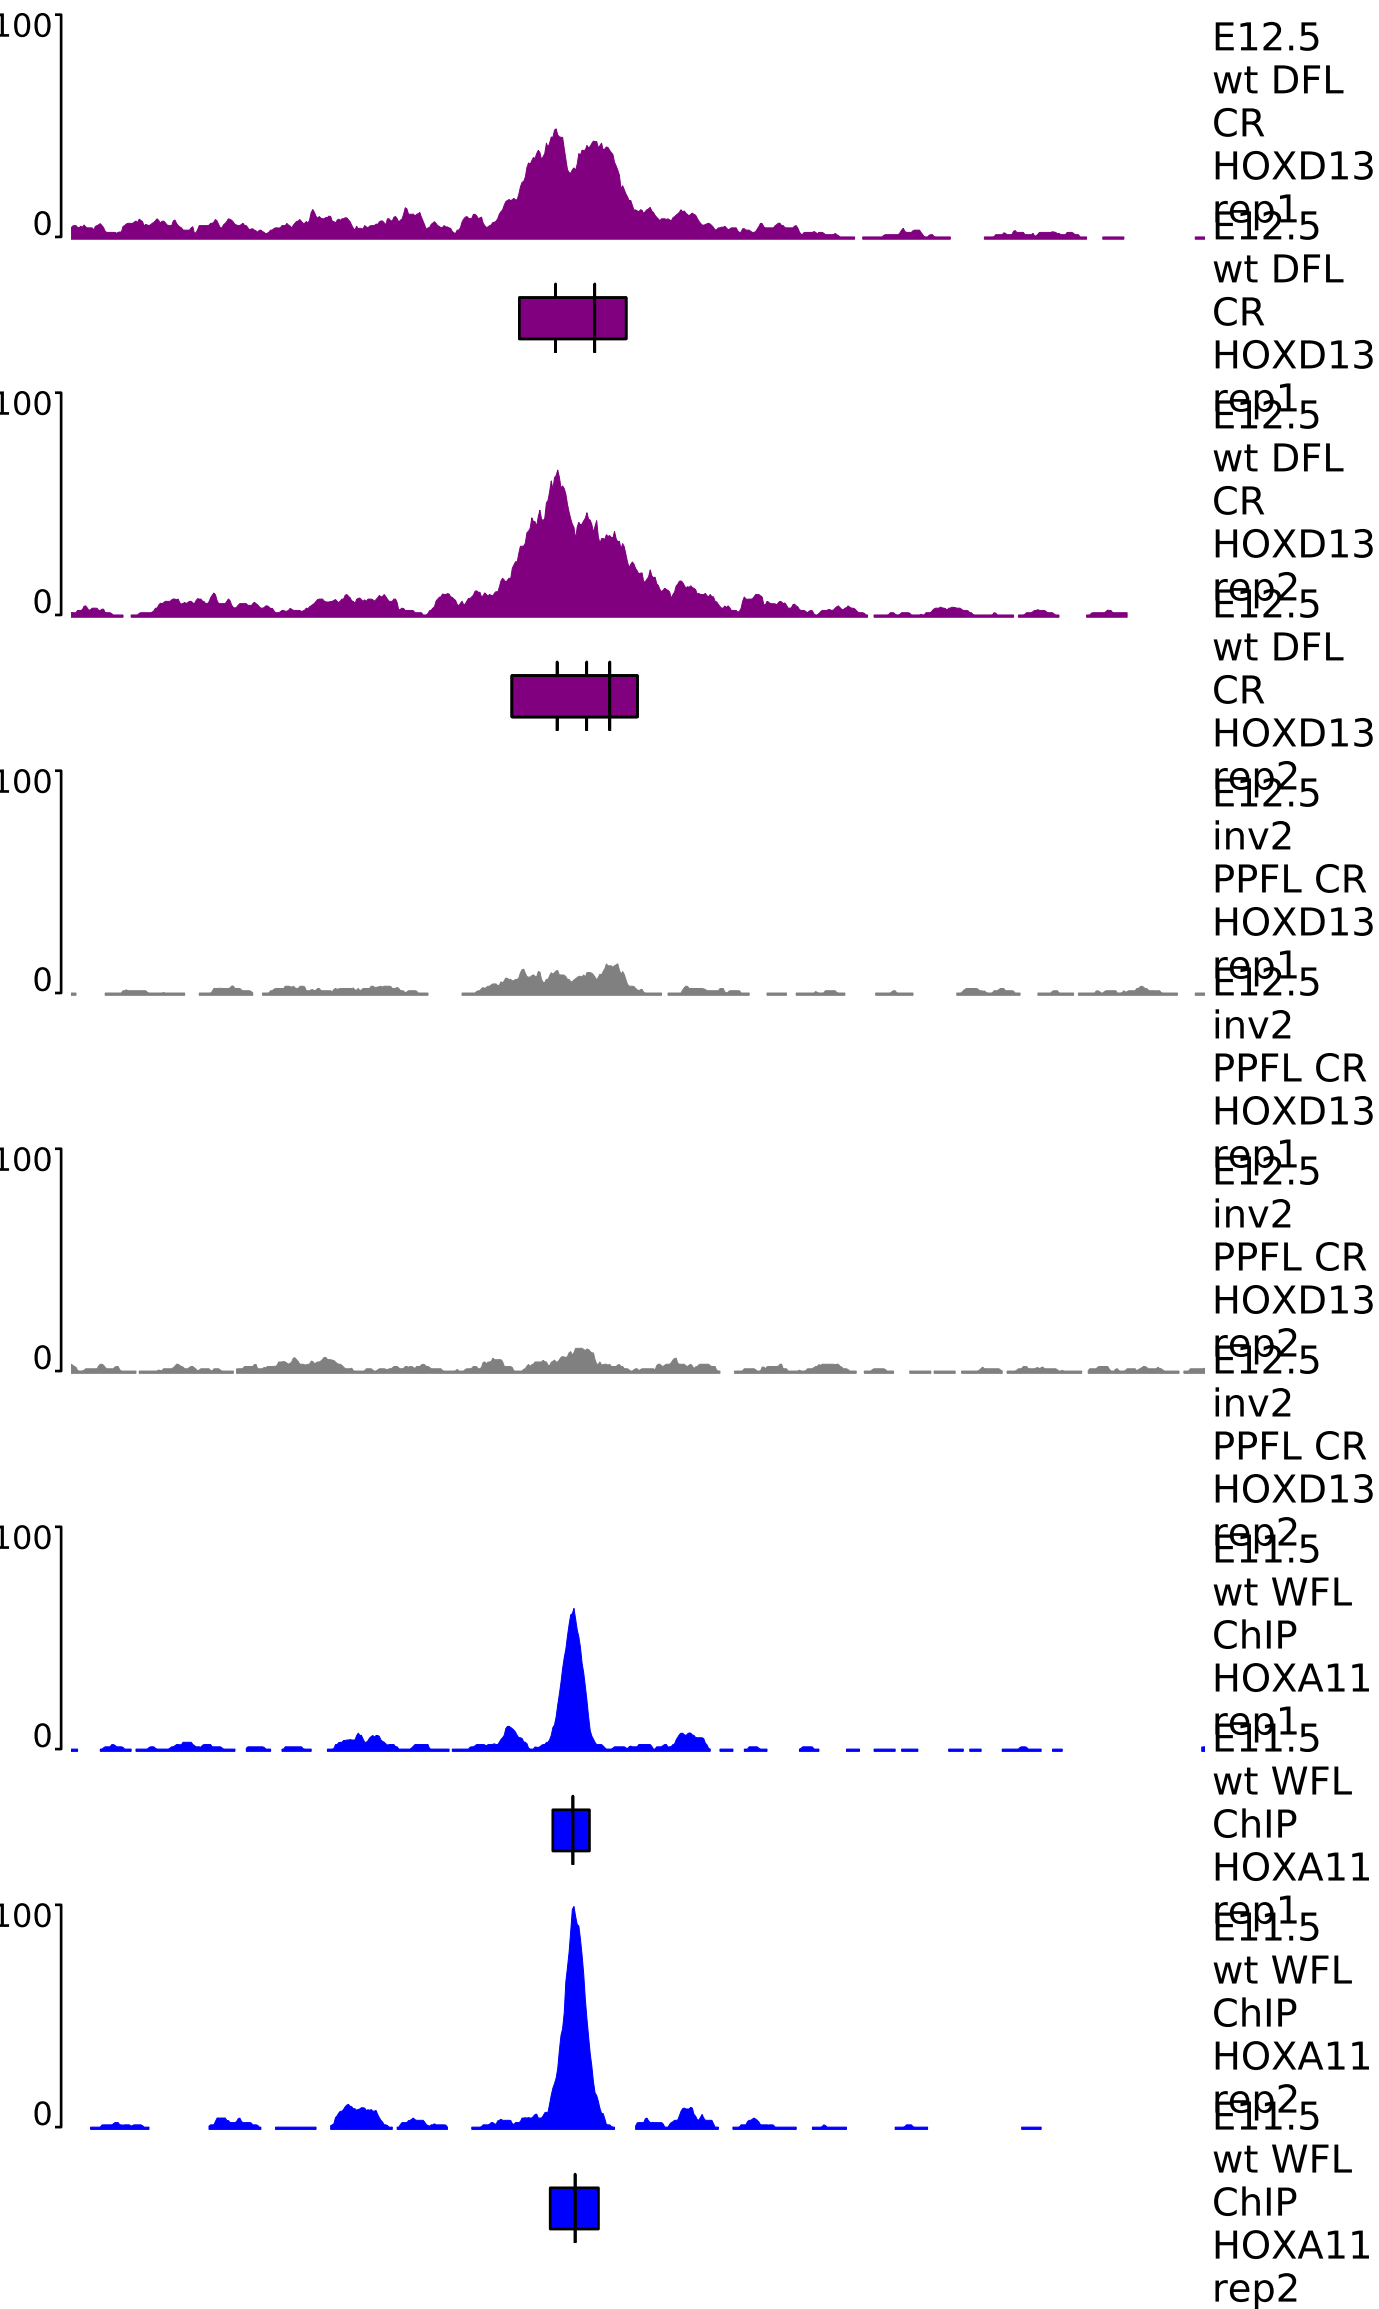 100
0
E12.5
wt DFL
CR
HOXD13
rep1
E12.5
wt DFL
CR
HOXD13
rep1
100
0
E12.5
wt DFL
CR
HOXD13
rep2
E12.5
wt DFL
CR
HOXD13
rep2
100
0
E12.5
inv2
PPFL CR
HOXD13
rep1
E12.5
inv2
PPFL CR
HOXD13
rep1
100
0
E12.5
inv2
PPFL CR
HOXD13
rep2
E12.5
inv2
PPFL CR
HOXD13
rep2
100
0
E11.5
wt WFL
ChIP
HOXA11
rep1
E11.5
wt WFL
ChIP
HOXA11
rep1
100
0
E11.5
wt WFL
ChIP
HOXA11
rep2
E11.5
wt WFL
ChIP
HOXA11
rep2